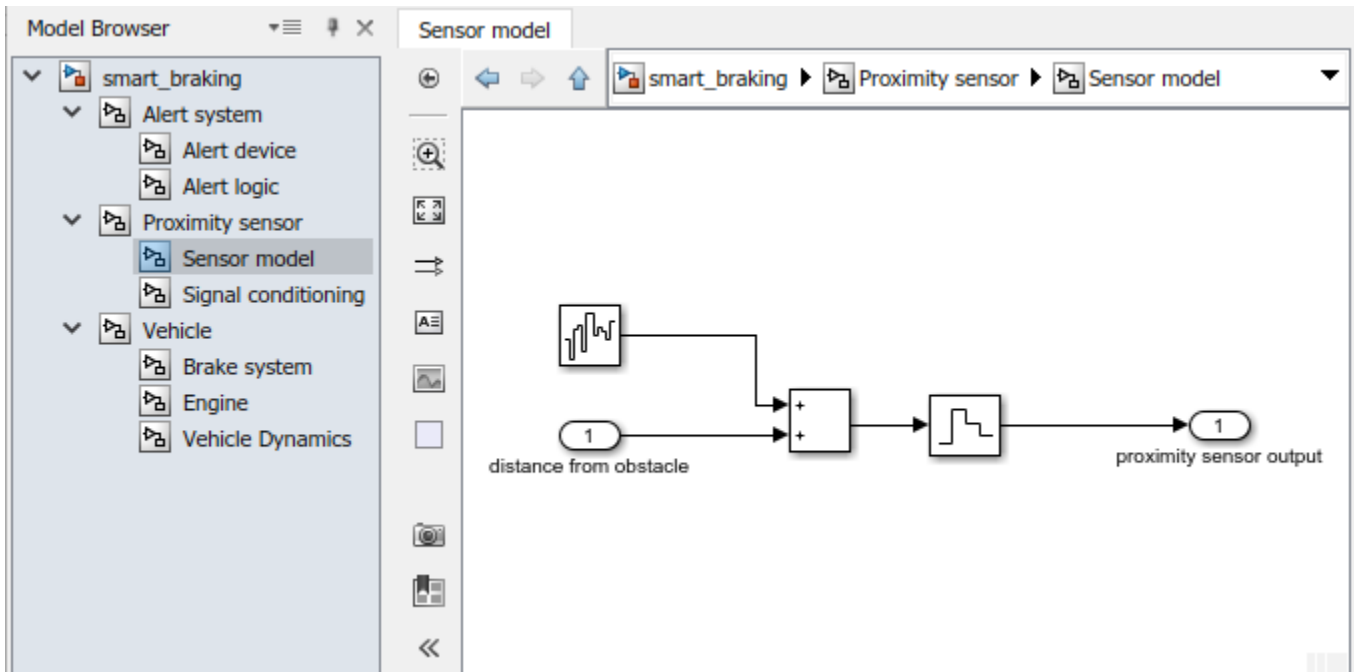 Model Browser
smart_braking
Alert system
Alert device
Alert logic
Proximity sensor
Sensor model
Signal conditioning
Vehicle
Brake system
Engine
Vehicle Dynamics
Sensor model
smart_braking Proximity sensor Sensor model
A
+
1
+
distance from obstacle
1
proximity sensor output